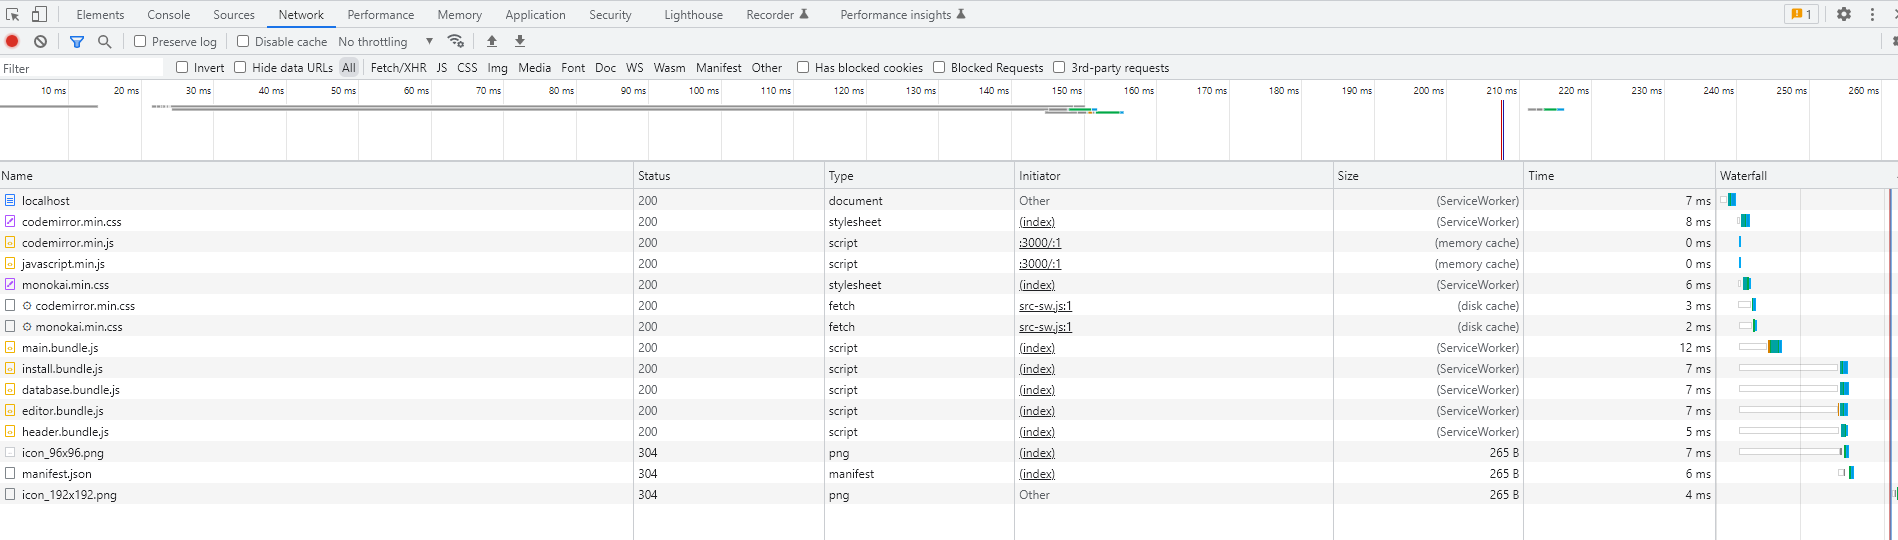 Elements Console Sources Network Performance Memory Application Security Lighthouse Recorder Performance insights 1
Preserve log Disable cache No throttling
Filter Invert Hide data URLs All Fetch/XHR JS CSS Img Media Font Doc WS Wasm Manifest Other Has blocked cookies Blocked Requests 3rd-party requests
10 ms 20 ms 30 ms 40 ms 50 ms 60 ms 70 ms 80 ms 90 ms 100 ms 110 ms 120 ms 130 ms 140 ms 150 ms 160 ms 170 ms 180 ms 190 ms 200 ms 210 ms 220 ms 230 ms 240 ms 250 ms 260 ms
Name Status Type Initiator Size Time Waterfall
localhost 200 document Other (ServiceWorker) 7 ms
codemirror.min.css 200 stylesheet (index) (ServiceWorker) 8 ms
codemirror.min.js 200 script :3000/:1 (memory cache) 0 ms
javascript.min.js 200 script :3000/:1 (memory cache) 0 ms
monokai.min.css 200 stylesheet (index) (ServiceWorker) 6 ms
codemirror.min.css 200 fetch src-sw.js:1 (disk cache) 3 ms
monokai.min.css 200 fetch src-sw.js:1 (disk cache) 2 ms
main.bundle.js 200 script (index) (ServiceWorker) 12 ms
install.bundle.js 200 script (index) (ServiceWorker) 7 ms
database.bundle.js 200 script (index) (ServiceWorker) 7 ms
editor.bundle.js 200 script (index) (ServiceWorker) 7 ms
header.bundle.js 200 script (index) (ServiceWorker) 5 ms
icon_96x96.png 304 png (index) 265 B 7 ms
manifest.json 304 manifest (index) 265 B 6 ms
icon_192x192.png 304 png Other 265 B 4 ms